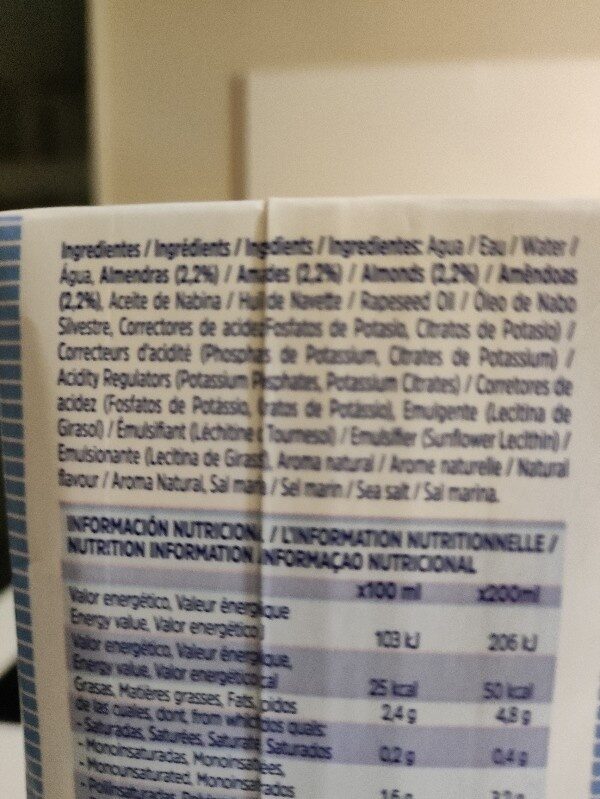 Ingredientes / Ingrédients / Ingredients / Ingredientes: Agua / Eau / Water /
Água, Almendras (2,2%) / Amandes (2,2%) / Almonds (2,2%) / Amêndoas
(2,2%), Aceite de Nabina / Huile de Navette / Rapeseed Oil / Óleo de Nabo
Silvestre, Correctores de acidez (Fosfatos de Potasio, Citratos de Potasio) /
Correcteurs d'acidité (Phosphates de Potassium, Citrates de Potassium) /
Acidity Regulators (Potassium Phosphates, Potassium Citrates) / Corretores de
acidez (Fosfatos de Potássio, Citratos de Potássio), Emulgente (Lecitina de
Girasol) / Émulsifiant (Léchitine Tournesol) / Emulsifier (Sunflower Lecithin) /
Emulsionante (Lecitina de Girassol), Aroma natural / Arome naturelle / Natural
flavour / Aroma Natural, Sal marina / Sel marin / Sea salt / Sal marina.
INFORMACIÓN NUTRICIONAL / L'INFORMATION NUTRITIONNELLE /
NUTRITION INFORMATION INFORMAÇAO NUTRICIONAL
x100 ml x200ml
Valor energético, Valeur énergique
Energy value, Valor energético 103 kJ 206 kJ
Valor energético, Valeur énergique,
Energy value, Valor energético 25 kcal 50 kcal
Grasas, Matières grasses, Fats, 2,4 g 4,8 g
de las cuales, dont, from which, dos quais:
- Saturadas, Saturées, Saturate Saturados 0,2 g 0,4 g
- Monoinsaturadas, Monoinsaturées,
- Monounsaturated, Monoinsaturados
- Poliinsaturadas